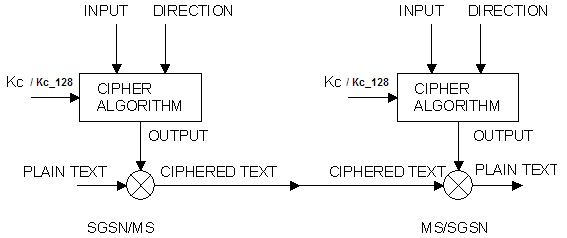 INPUT DIRECTION INPUT DIRECTION
Kc / Kc_128 CIPHER ALGORITHM Kc / Kc_128 CIPHER ALGORITHM
OUTPUT OUTPUT
PLAIN TEXT CIPHERED TEXT CIPHERED TEXT PLAIN TEXT
SGSN/MS MS/SGSN